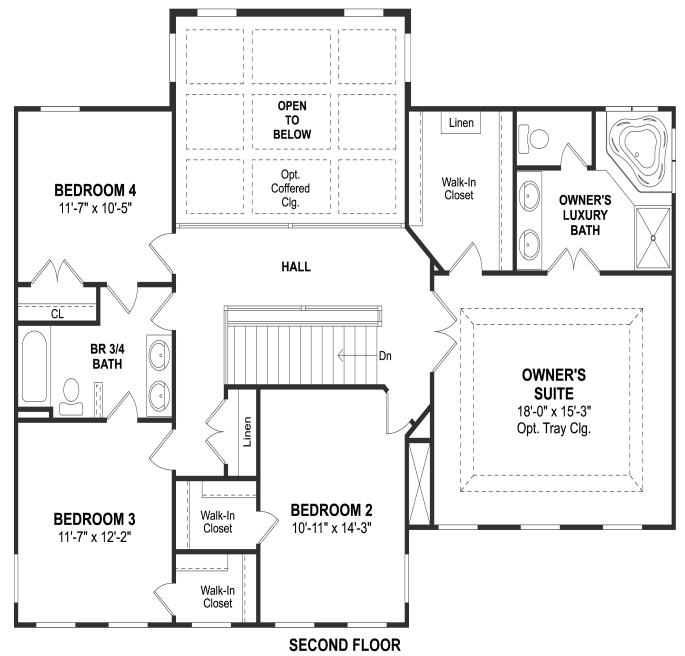 OPEN
TO
BELOW
Opt.
Coffered
Clg.
Linen
Walk-In
Closet
BEDROOM 4
11'-7" x 10'-5"
OWNER'S
LUXURY
BATH
HALL
CL
BR 3/4
BATH
Dn
OWNER'S
SUITE
18'-0" x 15'-3"
Opt. Tray Clg.
Linen
BEDROOM 3
11'-7" x 12'-2"
Walk-In
Closet
BEDROOM 2
10'-11" x 14'-3"
Walk-In
Closet
SECOND FLOOR